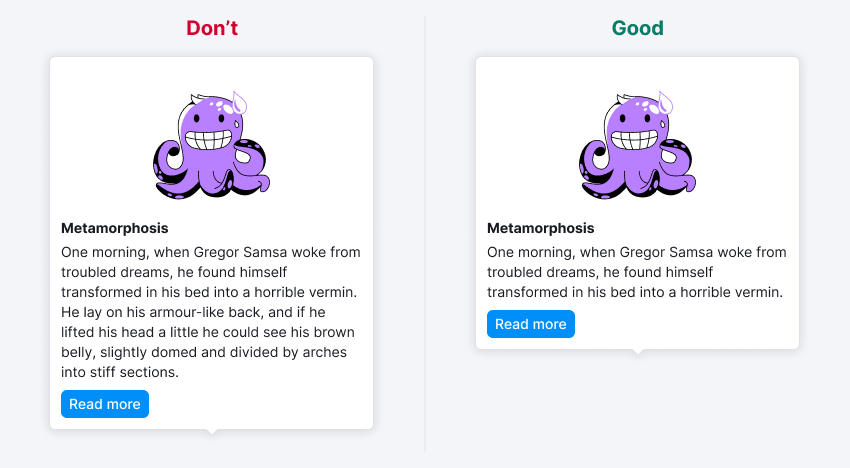 Don’t
Metamorphosis
One morning, when Gregor Samsa woke from
troubled dreams, he found himself
transformed in his bed into a horrible vermin.
He lay on his armour-like back, and if he
lifted his head a little he could see his brown
belly, slightly domed and divided by arches
into stiff sections.
Read more
Good
Metamorphosis
One morning, when Gregor Samsa woke from
troubled dreams, he found himself
transformed in his bed into a horrible vermin.
Read more